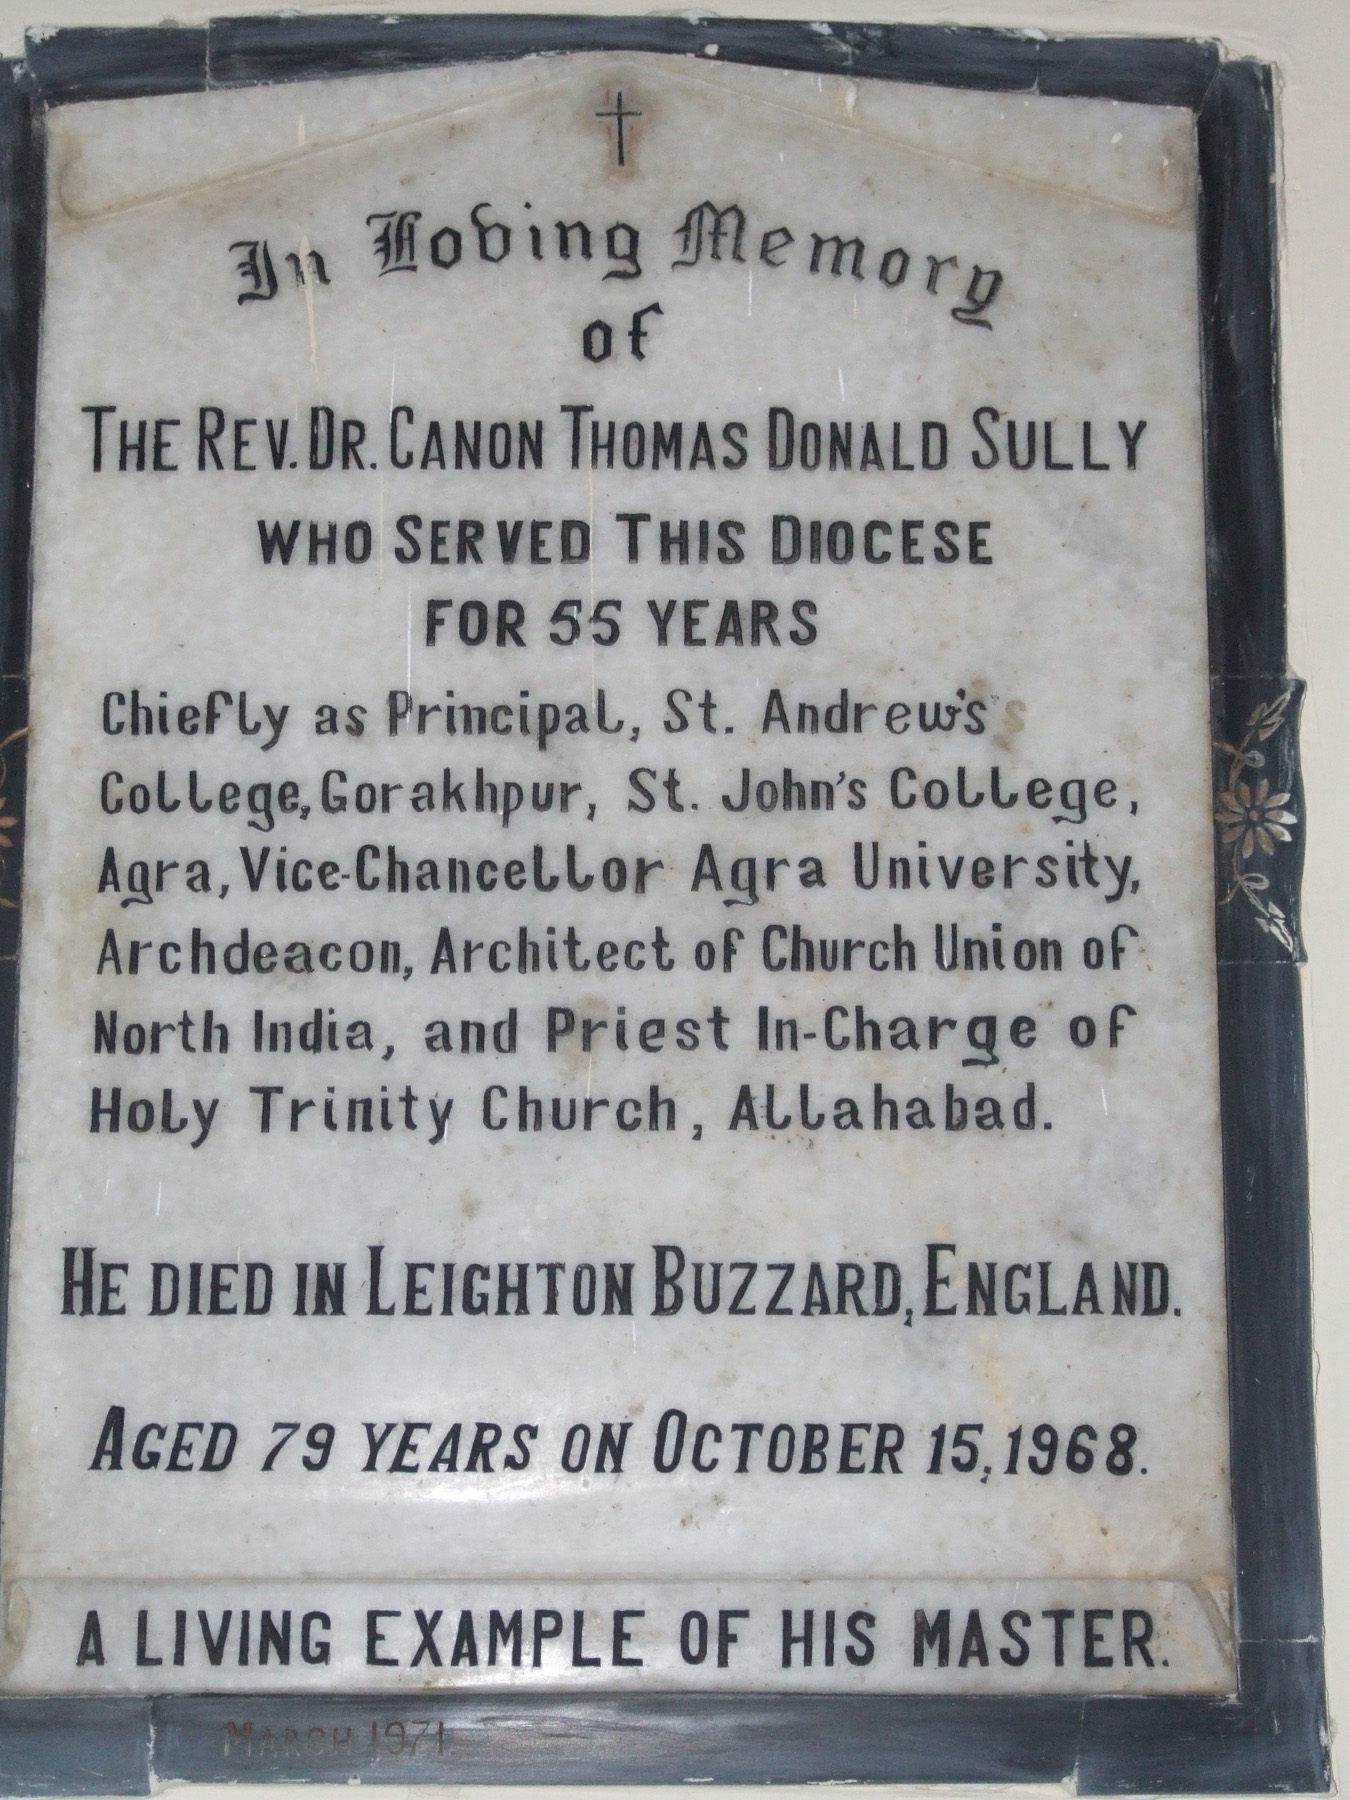 In Loving Memory
of
THE REV. DR. CANON THOMAS DONALD SULLY
WHO SERVED THIS DIOCESE
FOR 55 YEARS
Chiefly as Principal, St. Andrew's
College, Gorakhpur, St. John's College,
Agra, Vice-Chancellor Agra University,
Archdeacon, Architect of Church Union of
North India, and Priest In-Charge of
Holy Trinity Church, Allahabad.
HE DIED IN LEIGHTON BUZZARD, ENGLAND.
AGED 79 YEARS ON OCTOBER 15, 1968.
A LIVING EXAMPLE OF HIS MASTER.
MARCH 1971.